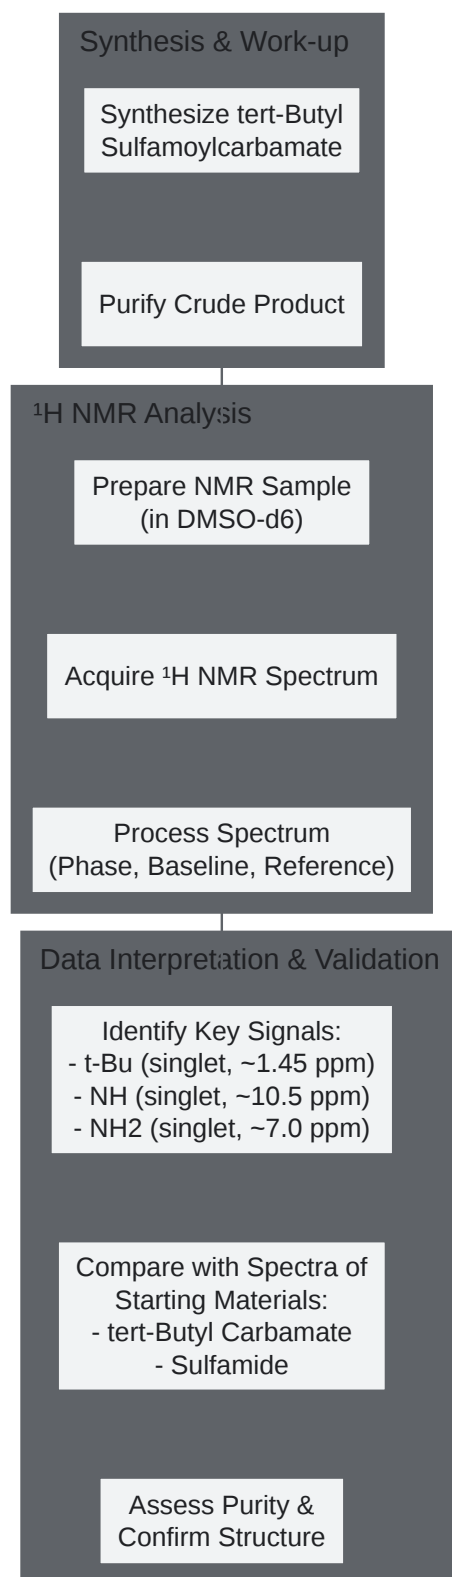 Synthesis & Work-up
Synthesize tert-Butyl
Sulfamoylcarbamate
Purify Crude Product
¹H NMR Analysis
Prepare NMR Sample
(in DMSO-d6)
Acquire ¹H NMR Spectrum
Process Spectrum
(Phase, Baseline, Reference)
Data Interpretation & Validation
Identify Key Signals:
- t-Bu (singlet, ~1.45 ppm)
- NH (singlet, ~10.5 ppm)
- NH2 (singlet, ~7.0 ppm)
Compare with Spectra of
Starting Materials:
- tert-Butyl Carbamate
- Sulfamide
Assess Purity &
Confirm Structure